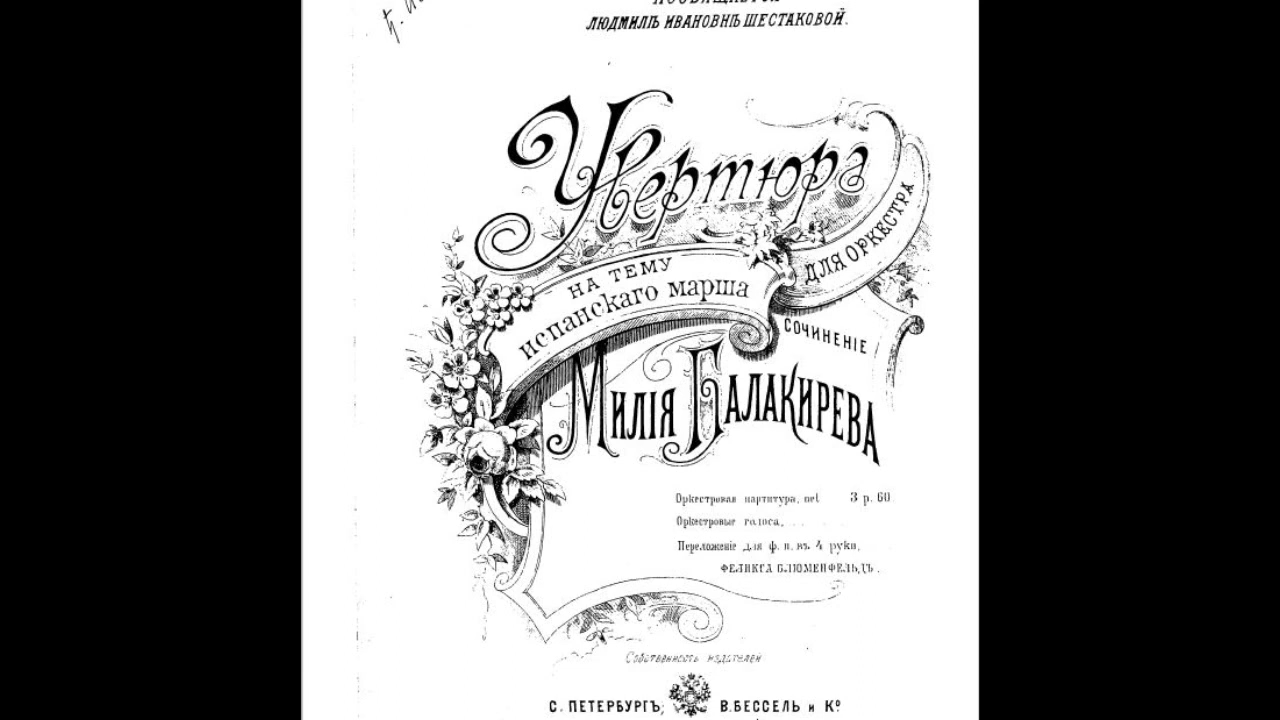 ПОСВЯЩАЕТСЯ
ЛЮДМИЛѢ ИВАНОВНѢ ШЕСТАКОВОЙ.
Увертюра
НА ТЕМУ
испанскаго марша
ДЛЯ ОРКЕСТРА
СОЧИНЕНІЕ
МИЛІЯ БАЛАКИРЕВА
Оркестровая партитура, net 3 р. 60
Оркестровые голоса,
Переложеніе для ф. п. въ 4 руки,
ФЕЛИКСА БЛЮМЕНФЕЛЬДЪ.
Собственность издателей
С. ПЕТЕРБУРГЪ, В. БЕССЕЛЬ и Кº